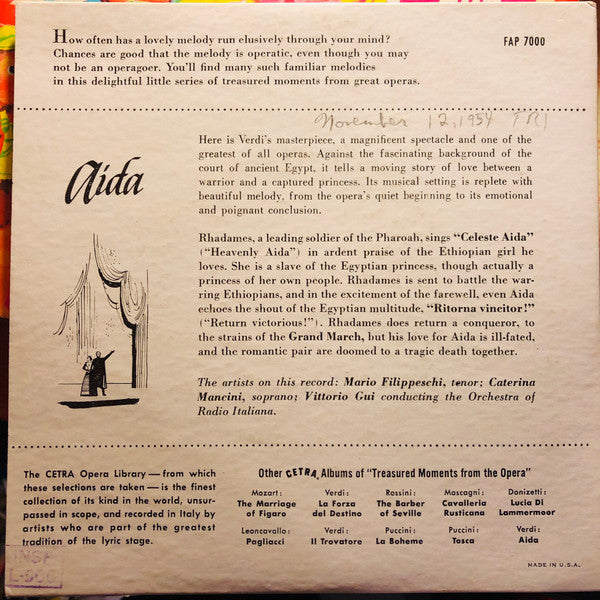 How often has a lovely melody run elusively through your mind?
Chances are good that the melody is operatic, even though you may
not be an operagoer. You'll find many such familiar melodies
in this delightful little series of treasured moments from great operas.
FAP 7000
November 12, 1954 FRI
Aida
Here is Verdi's masterpiece, a magnificent spectacle and one of the
greatest of all operas. Against the fascinating background of the
court of ancient Egypt, it tells a moving story of love between a
warrior and a captured princess. Its musical setting is replete with
beautiful melody, from the opera's quiet beginning to its emotional
and poignant conclusion.
Rhadames, a leading soldier of the Pharoah, sings "Celeste Aida"
("Heavenly Aida") in ardent praise of the Ethiopian girl he
loves. She is a slave of the Egyptian princess, though actually a
princess of her own people. Rhadames is sent to battle the war-
ring Ethiopians, and in the excitement of the farewell, even Aida
echoes the shout of the Egyptian multitude, "Ritorna vincitor!"
("Return victorious!"). Rhadames does return a conqueror, to
the strains of the Grand March, but his love for Aida is ill-fated,
and the romantic pair are doomed to a tragic death together.
The artists on this record: Mario Filippeschi, tenor; Caterina
Mancini, soprano; Vittorio Gui conducting the Orchestra of
Radio Italiana.
The CETRA Opera Library—from which
these selections are taken—is the finest
collection of its kind in the world, unsur-
passed in scope, and recorded in Italy by
artists who are part of the greatest
tradition of the lyric stage.
Other CETRA Albums of "Treasured Moments from the Opera"
Mozart: Verdi: Rossini: Mascagni: Donizetti:
The Marriage La Forza The Barber Cavalleria Lucia Di
of Figaro del Destino of Seville Rusticana Lammermoor
Leoncavallo: Verdi: Puccini: Puccini: Verdi:
Pagliacci Il Trovatore La Boheme Tosca Aida
MADE IN U.S.A.